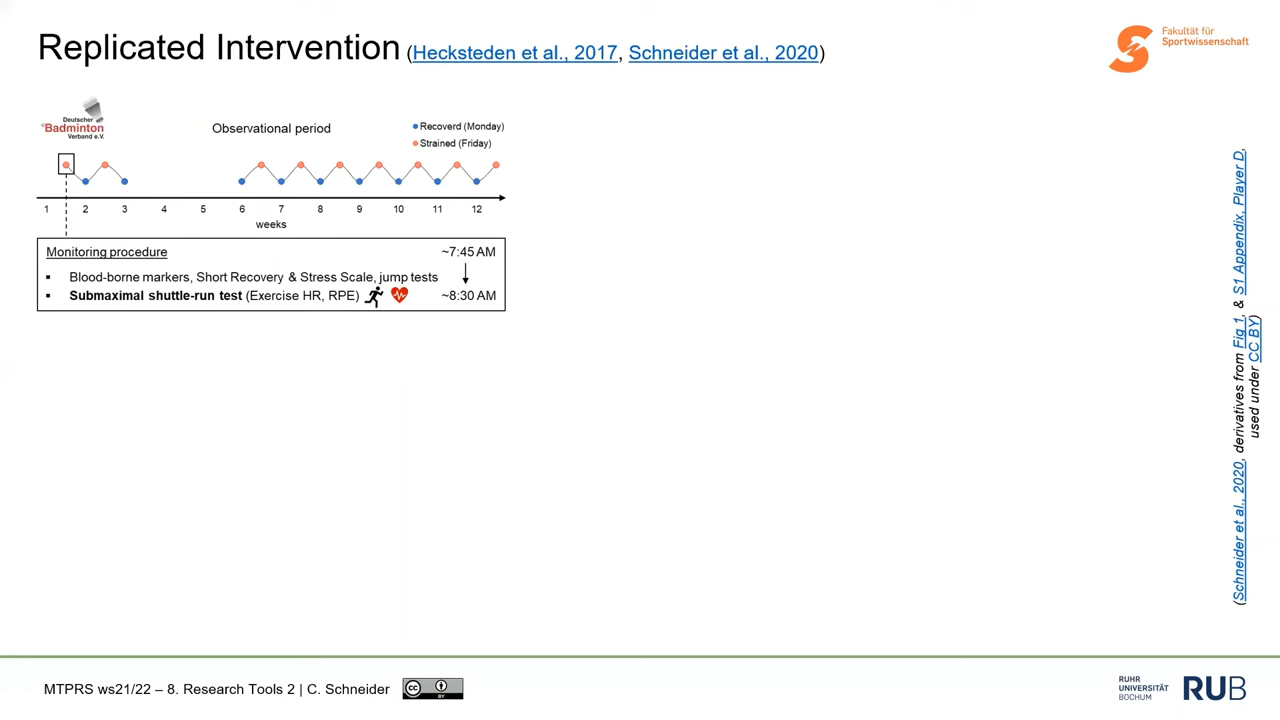 Replicated Intervention (Hecksteden et al., 2017, Schneider et al., 2020)
Fakultät für
Sportwissenschaft
Deutscher
Badminton
Verband e.V.
Observational period
Recoverd (Monday)
Strained (Friday)
1 2 3 4 5 6 7 8 9 10 11 12
weeks
Monitoring procedure ~7:45 AM
▪ Blood-borne markers, Short Recovery & Stress Scale, jump tests
▪ Submaximal shuttle-run test (Exercise HR, RPE) ~8:30 AM
(Schneider et al., 2020, derivatives from Fig 1, & S1 Appendix, Player D,
used under CC BY)
MTPRS ws21/22 – 8. Research Tools 2 | C. Schneider
cc BY
RUHR
UNIVERSITÄT
BOCHUM
RUB